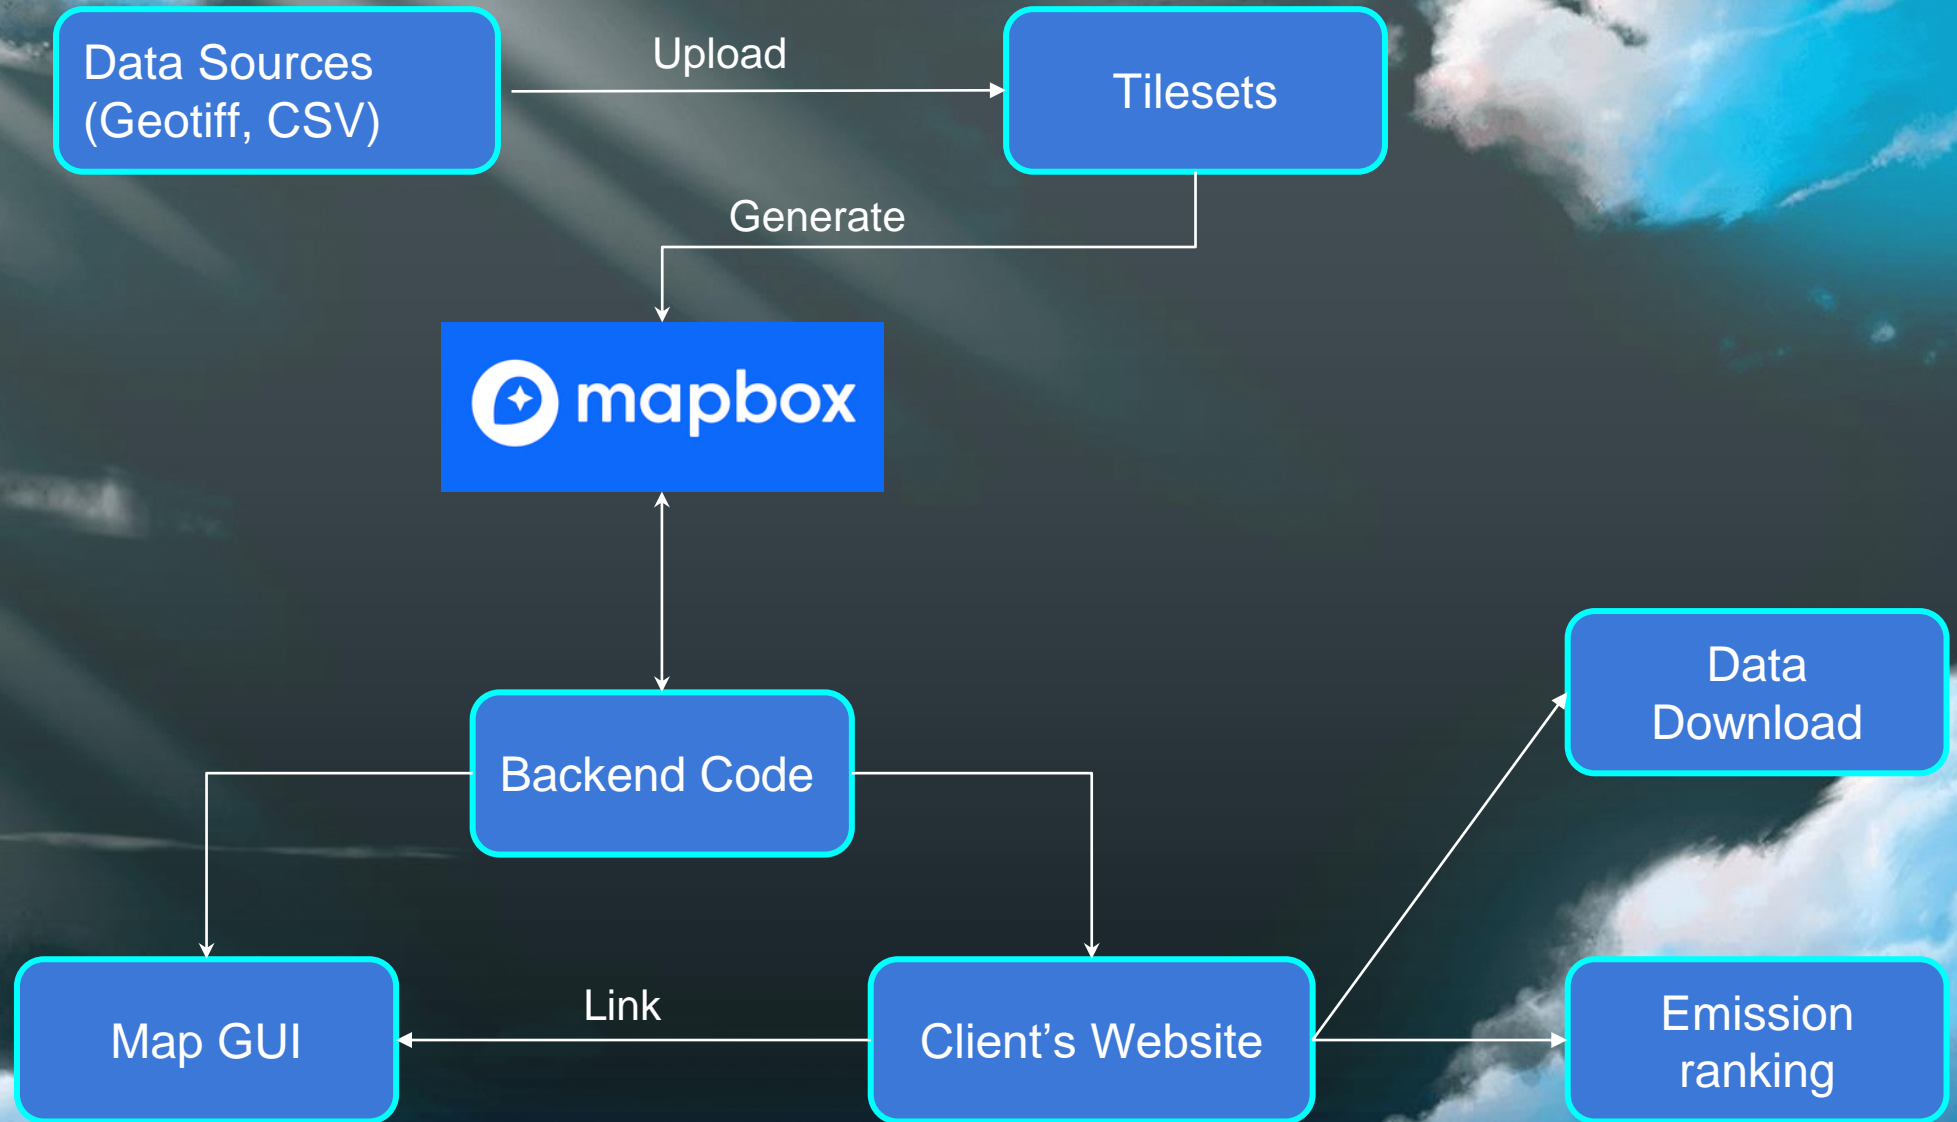 Data Sources
(Geotiff, CSV)
Upload
Tilesets
Generate
mapbox
Backend Code
Data
Download
Map GUI
Link
Client’s Website
Emission
ranking